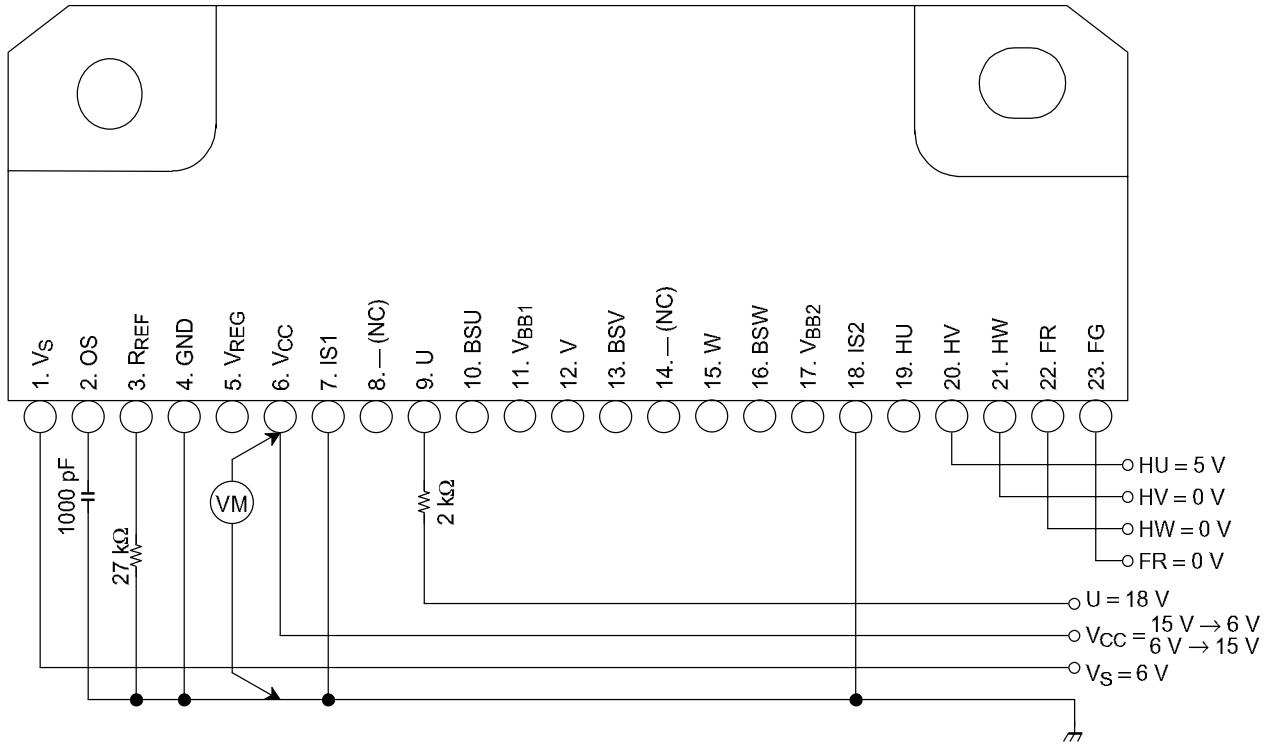 1. VS
2. OS
3. RREF
4. GND
5. VREG
6. VCC
7. IS1
8. — (NC)
9. U
10. BSU
11. VBB1
12. V
13. BSV
14. — (NC)
15. W
16. BSW
17. VBB2
18. IS2
19. HU
20. HV
21. HW
22. FR
23. FG
1000 pF
27 kΩ
VM
2 kΩ
HU = 5 V
HV = 0 V
HW = 0 V
FR = 0 V
U = 18 V
VCC = 15 V → 6 V
6 V → 15 V
VS = 6 V